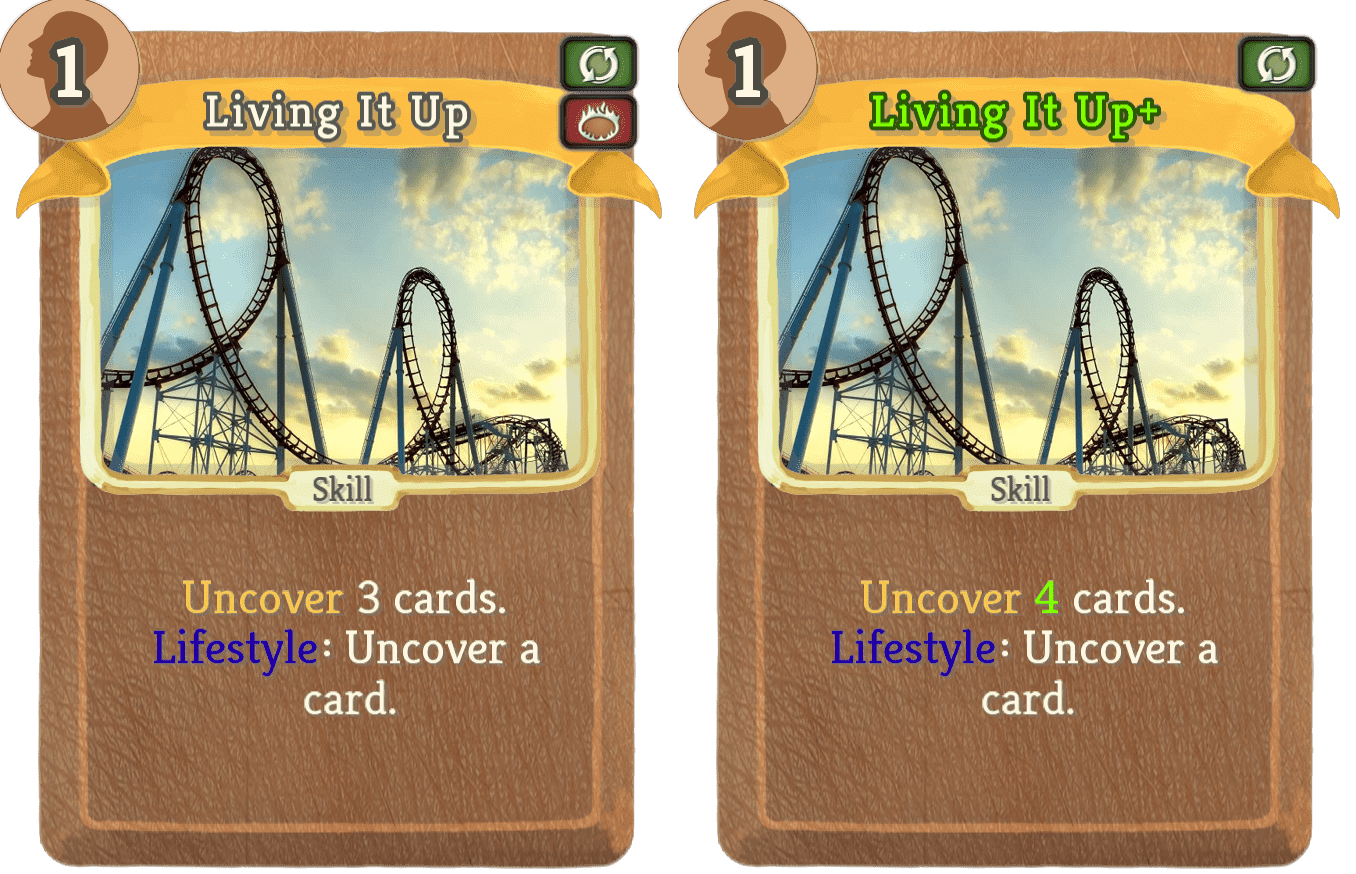 1
Living It Up
Skill
Uncover 3 cards.
Lifestyle: Uncover a
card.
1
Living It Up+
Skill
Uncover 4 cards.
Lifestyle: Uncover a
card.